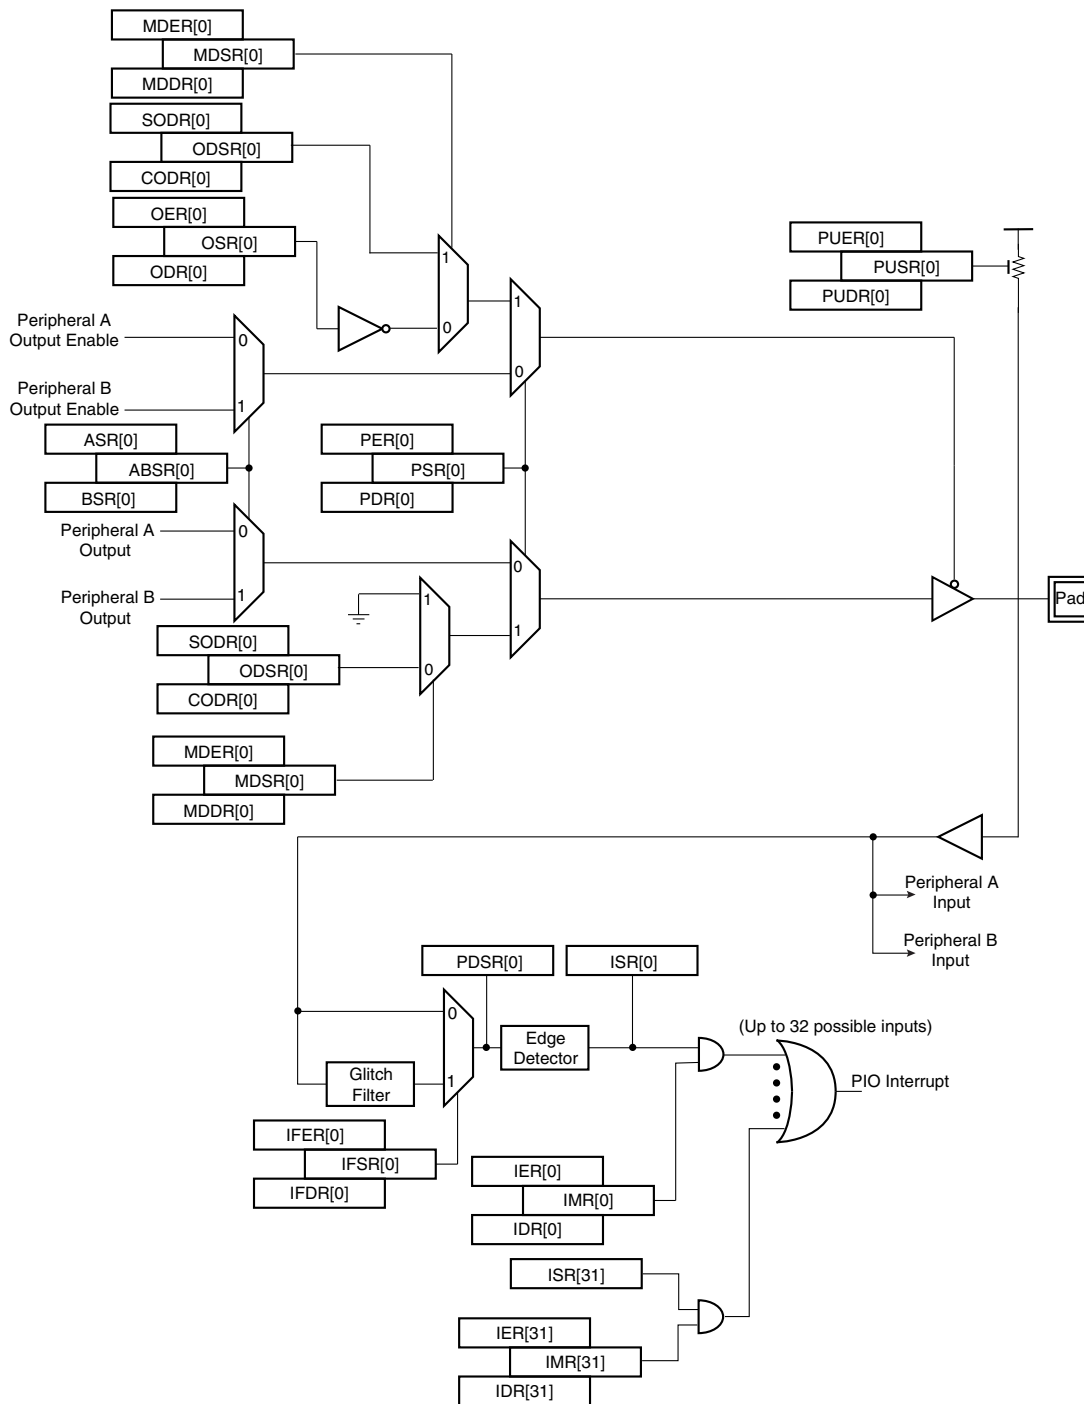 MDER[0]
MDSR[0]
MDDR[0]
SODR[0]
ODSR[0]
CODR[0]
OER[0]
OSR[0]
ODR[0]
1
0
PUER[0]
PUSR[0]
PUDR[0]
Peripheral A
Output Enable
0
1
0
Peripheral B
Output Enable
1
ASR[0]
ABSR[0]
BSR[0]
PER[0]
PSR[0]
PDR[0]
Peripheral A
Output
0
0
1
Peripheral B
Output
1
1
0
Pad
SODR[0]
ODSR[0]
CODR[0]
MDER[0]
MDSR[0]
MDDR[0]
Peripheral A
Input
Peripheral B
Input
PDSR[0]
ISR[0]
0
1
Edge
Detector
Glitch
Filter
(Up to 32 possible inputs)
PIO Interrupt
IFER[0]
IFSR[0]
IFDR[0]
IER[0]
IMR[0]
IDR[0]
ISR[31]
IER[31]
IMR[31]
IDR[31]